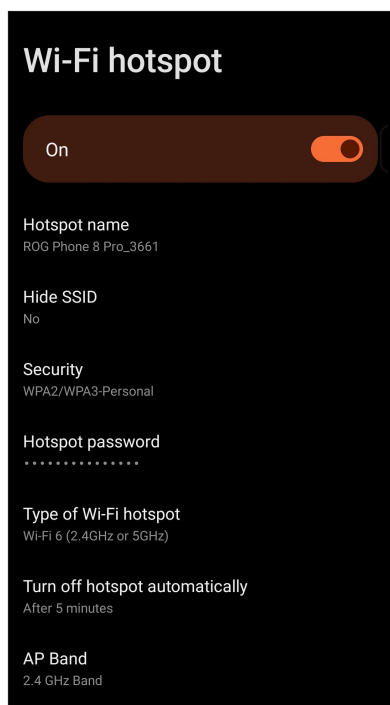 Wi-Fi hotspot
On
Hotspot name
ROG Phone 8 Pro_3661
Hide SSID
No
Security
WPA2/WPA3-Personal
Hotspot password
•••••••••••••••
Type of Wi-Fi hotspot
Wi-Fi 6 (2.4GHz or 5GHz)
Turn off hotspot automatically
After 5 minutes
AP Band
2.4 GHz Band